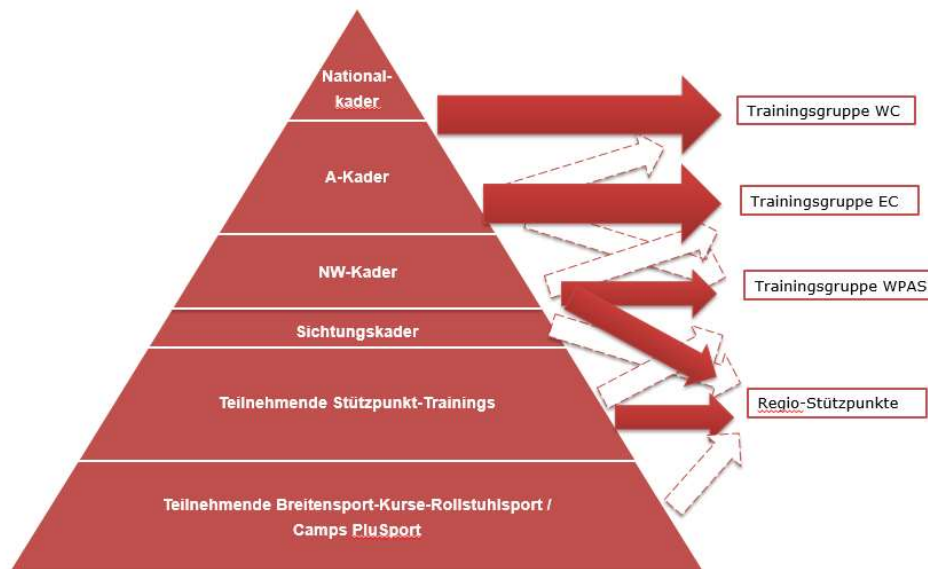 National-
kader
Trainingsgruppe WC
A-Kader
Trainingsgruppe EC
NW-Kader
Trainingsgruppe WPAS
Sichtungskader
Teilnehmende Stützpunkt-Trainings
Regio-Stützpunkte
Teilnehmende Breitensport-Kurse-Rollstuhlsport /
Camps PluSport